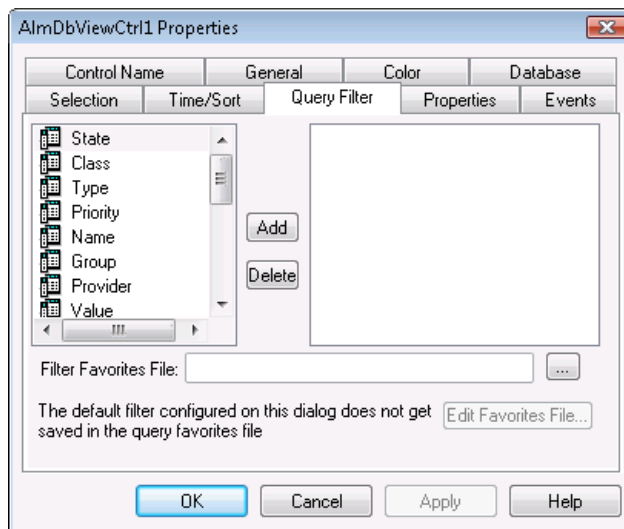 AlmDbViewCtrl1 Properties
Control Name
General
Color
Database
Selection
Time/Sort
Query Filter
Properties
Events
State
Class
Type
Priority
Name
Group
Provider
Value
Add
Delete
Filter Favorites File:
...
The default filter configured on this dialog does not get
saved in the query favorites file
Edit Favorites File...
OK
Cancel
Apply
Help